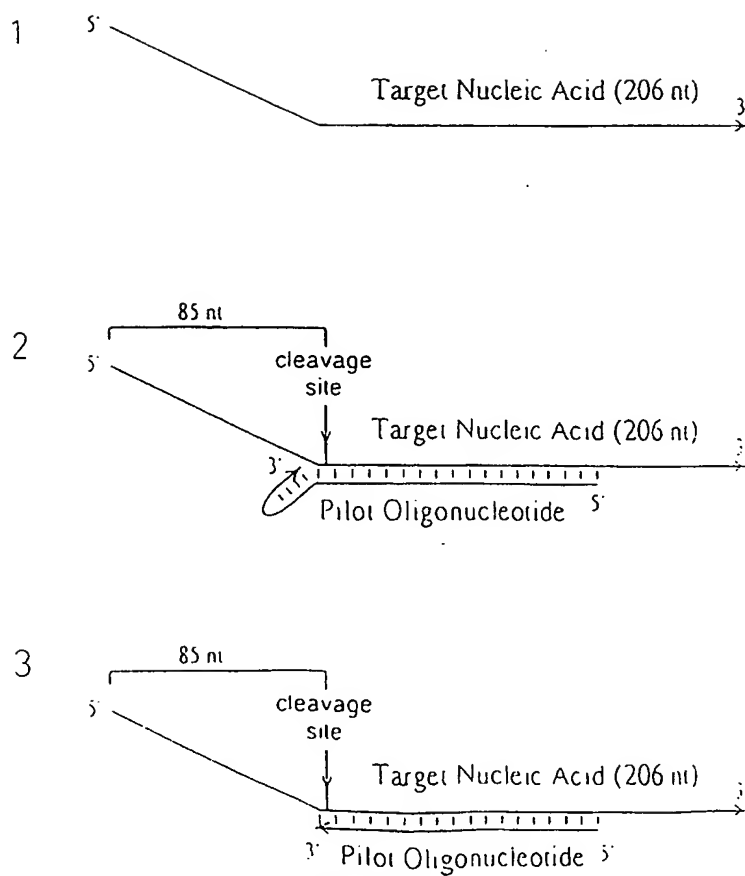 1
5'
Target Nucleic Acid (206 nt)
3'
2
85 nt
5'
cleavage
site
Target Nucleic Acid (206 nt)
3'
Pilot Oligonucleotide 5'
3
85 nt
5'
cleavage
site
Target Nucleic Acid (206 nt)
3' Pilot Oligonucleotide 5'